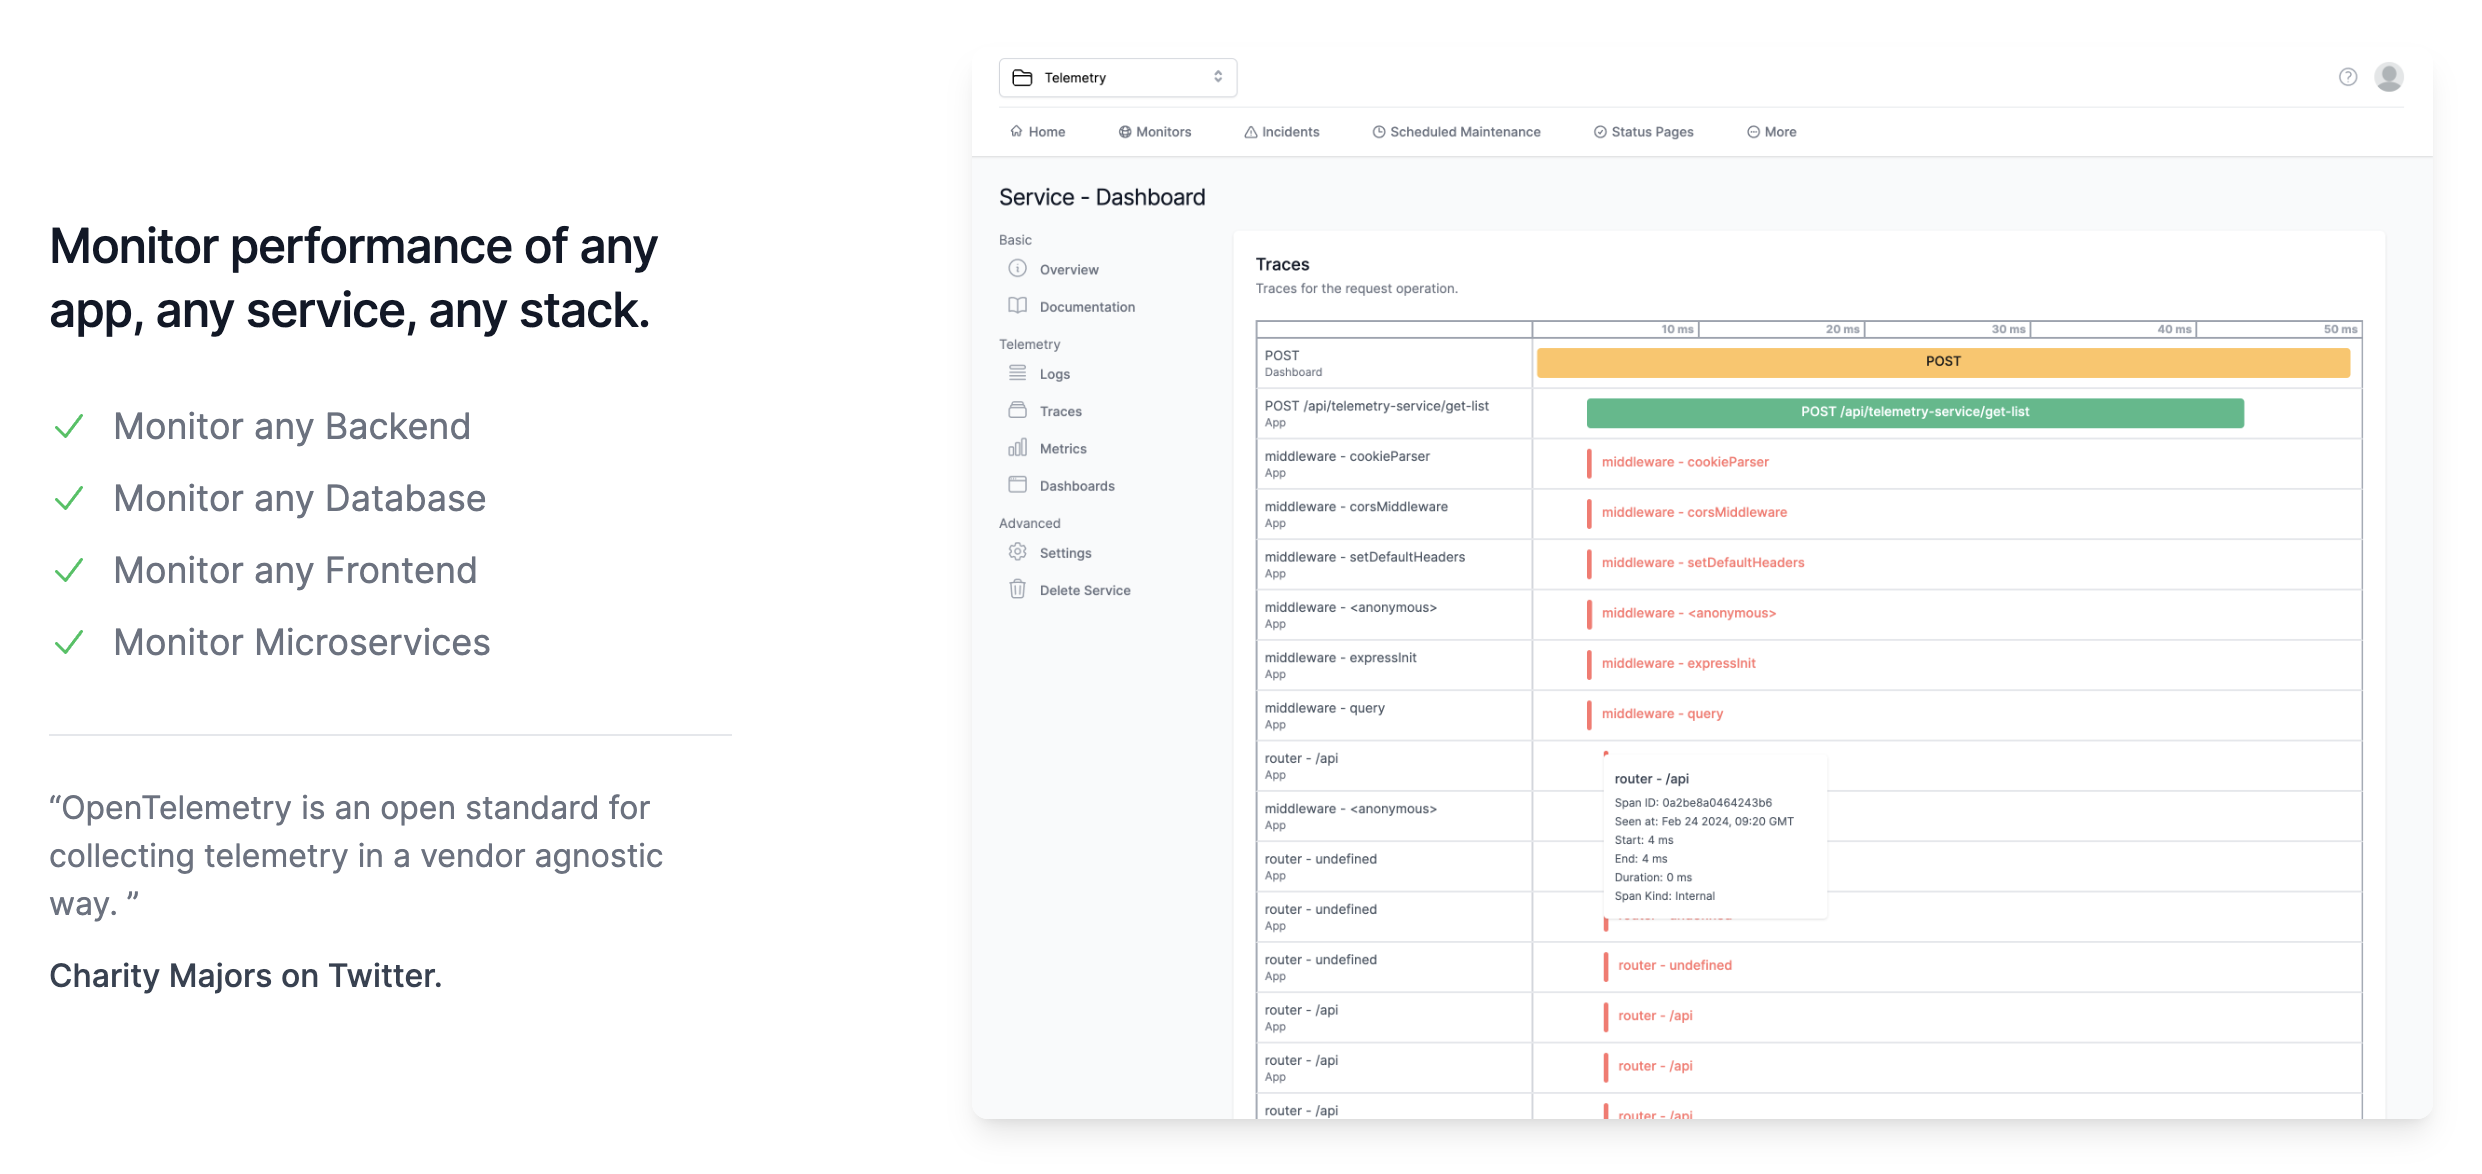 Monitor performance of any
app, any service, any stack.
Monitor any Backend
Monitor any Database
Monitor any Frontend
Monitor Microservices
“OpenTelemetry is an open standard for
collecting telemetry in a vendor agnostic
way. ”
Charity Majors on Twitter.
Telemetry
Home Monitors Incidents Scheduled Maintenance Status Pages More
Service - Dashboard
Basic
Overview
Documentation
Telemetry
Logs
Traces
Metrics
Dashboards
Advanced
Settings
Delete Service
Traces
Traces for the request operation.
10 ms 20 ms 30 ms 40 ms 50 ms
POST
Dashboard
POST
POST /api/telemetry-service/get-list
App
POST /api/telemetry-service/get-list
middleware - cookieParser
App
middleware - cookieParser
middleware - corsMiddleware
App
middleware - corsMiddleware
middleware - setDefaultHeaders
App
middleware - setDefaultHeaders
middleware - <anonymous>
App
middleware - <anonymous>
middleware - expressInit
App
middleware - expressInit
middleware - query
App
middleware - query
router - /api
App
middleware - <anonymous>
App
router - undefined
App
router - /api
Span ID: 0a2be8a0464243b6
Seen at: Feb 24 2024, 09:20 GMT
Start: 4 ms
End: 4 ms
Duration: 0 ms
Span Kind: Internal
router - undefined
App
router - undefined
App
router - undefined
router - /api
App
router - /api
router - /api
App
router - /api
router - /api
router - /api